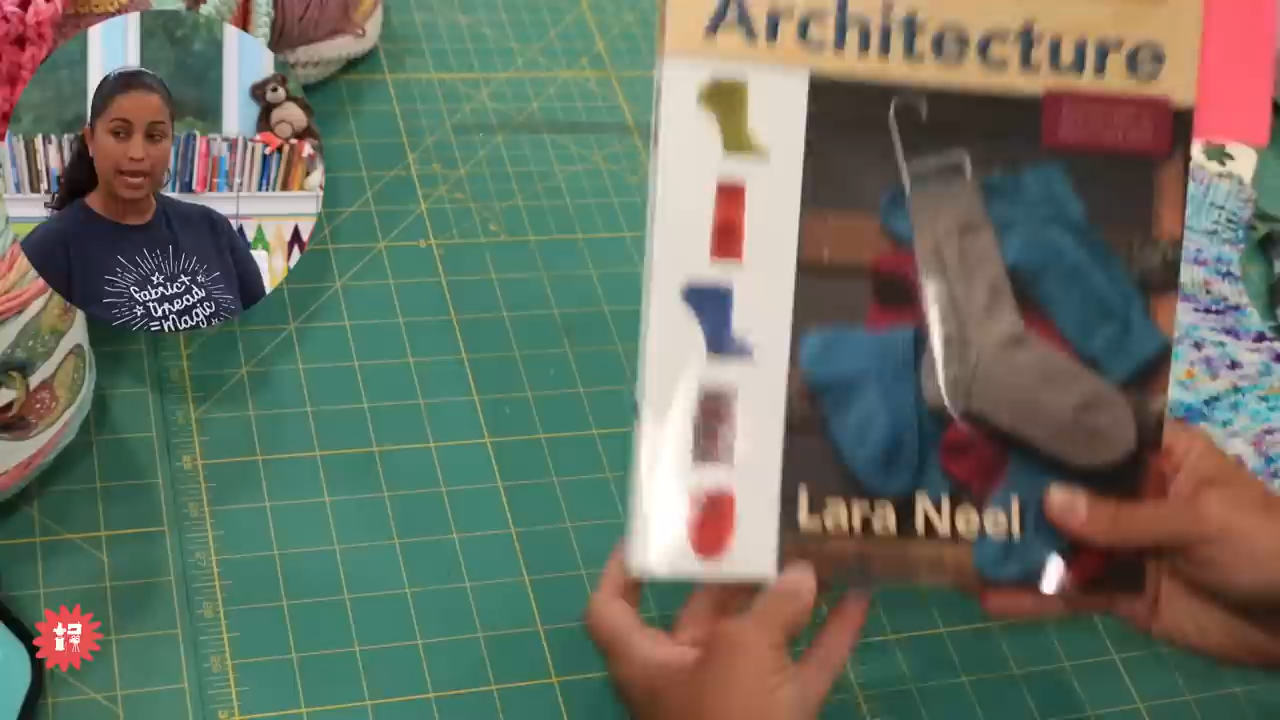 fabric+
thread
=magic
Architecture
Lara Neel